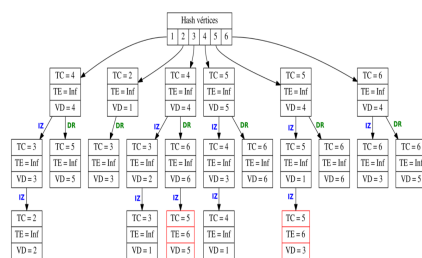 Hash vértices
1 2 3 4 5 6
TC = 4 TC = 2 TC = 4 TC = 5 TC = 5 TC = 6
TE = Inf TE = Inf TE = Inf TE = Inf TE = Inf TE = Inf
VD = 4 VD = 1 VD = 4 VD = 5 VD = 4 VD = 4
IZ DR DR IZ DR IZ DR IZ DR IZ DR
TC = 3 TC = 5 TC = 3 TC = 3 TC = 6 TC = 5 TC = 6 TC = 5 TC = 6 TC = 6 TC = 6
TE = Inf TE = Inf TE = Inf TE = Inf TE = Inf TE = Inf TE = Inf TE = Inf TE = Inf TE = Inf TE = Inf
VD = 3 VD = 5 VD = 3 VD = 2 VD = 6 VD = 3 VD = 6 VD = 1 VD = 6 VD = 3 VD = 5
IZ IZ IZ IZ IZ
TC = 2 TC = 3 TC = 5 TC = 4 TC = 5
TE = Inf TE = Inf TE = 6 TE = Inf TE = 6
VD = 2 VD = 1 VD = 5 VD = 1 VD = 3